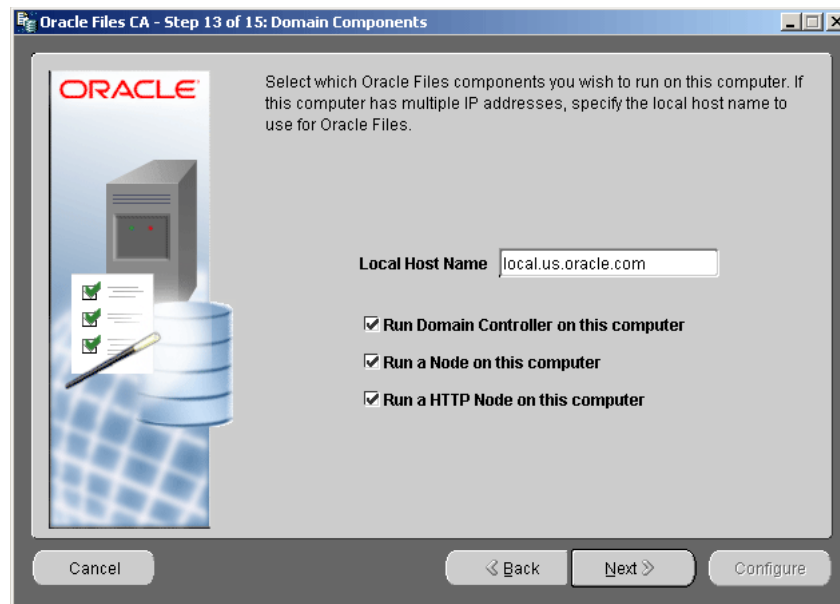 Oracle Files CA - Step 13 of 15: Domain Components
ORACLE
Select which Oracle Files components you wish to run on this computer. If
this computer has multiple IP addresses, specify the local host name to
use for Oracle Files.
Local Host Name local.us.oracle.com
Run Domain Controller on this computer
Run a Node on this computer
Run a HTTP Node on this computer
Cancel Back Next Configure